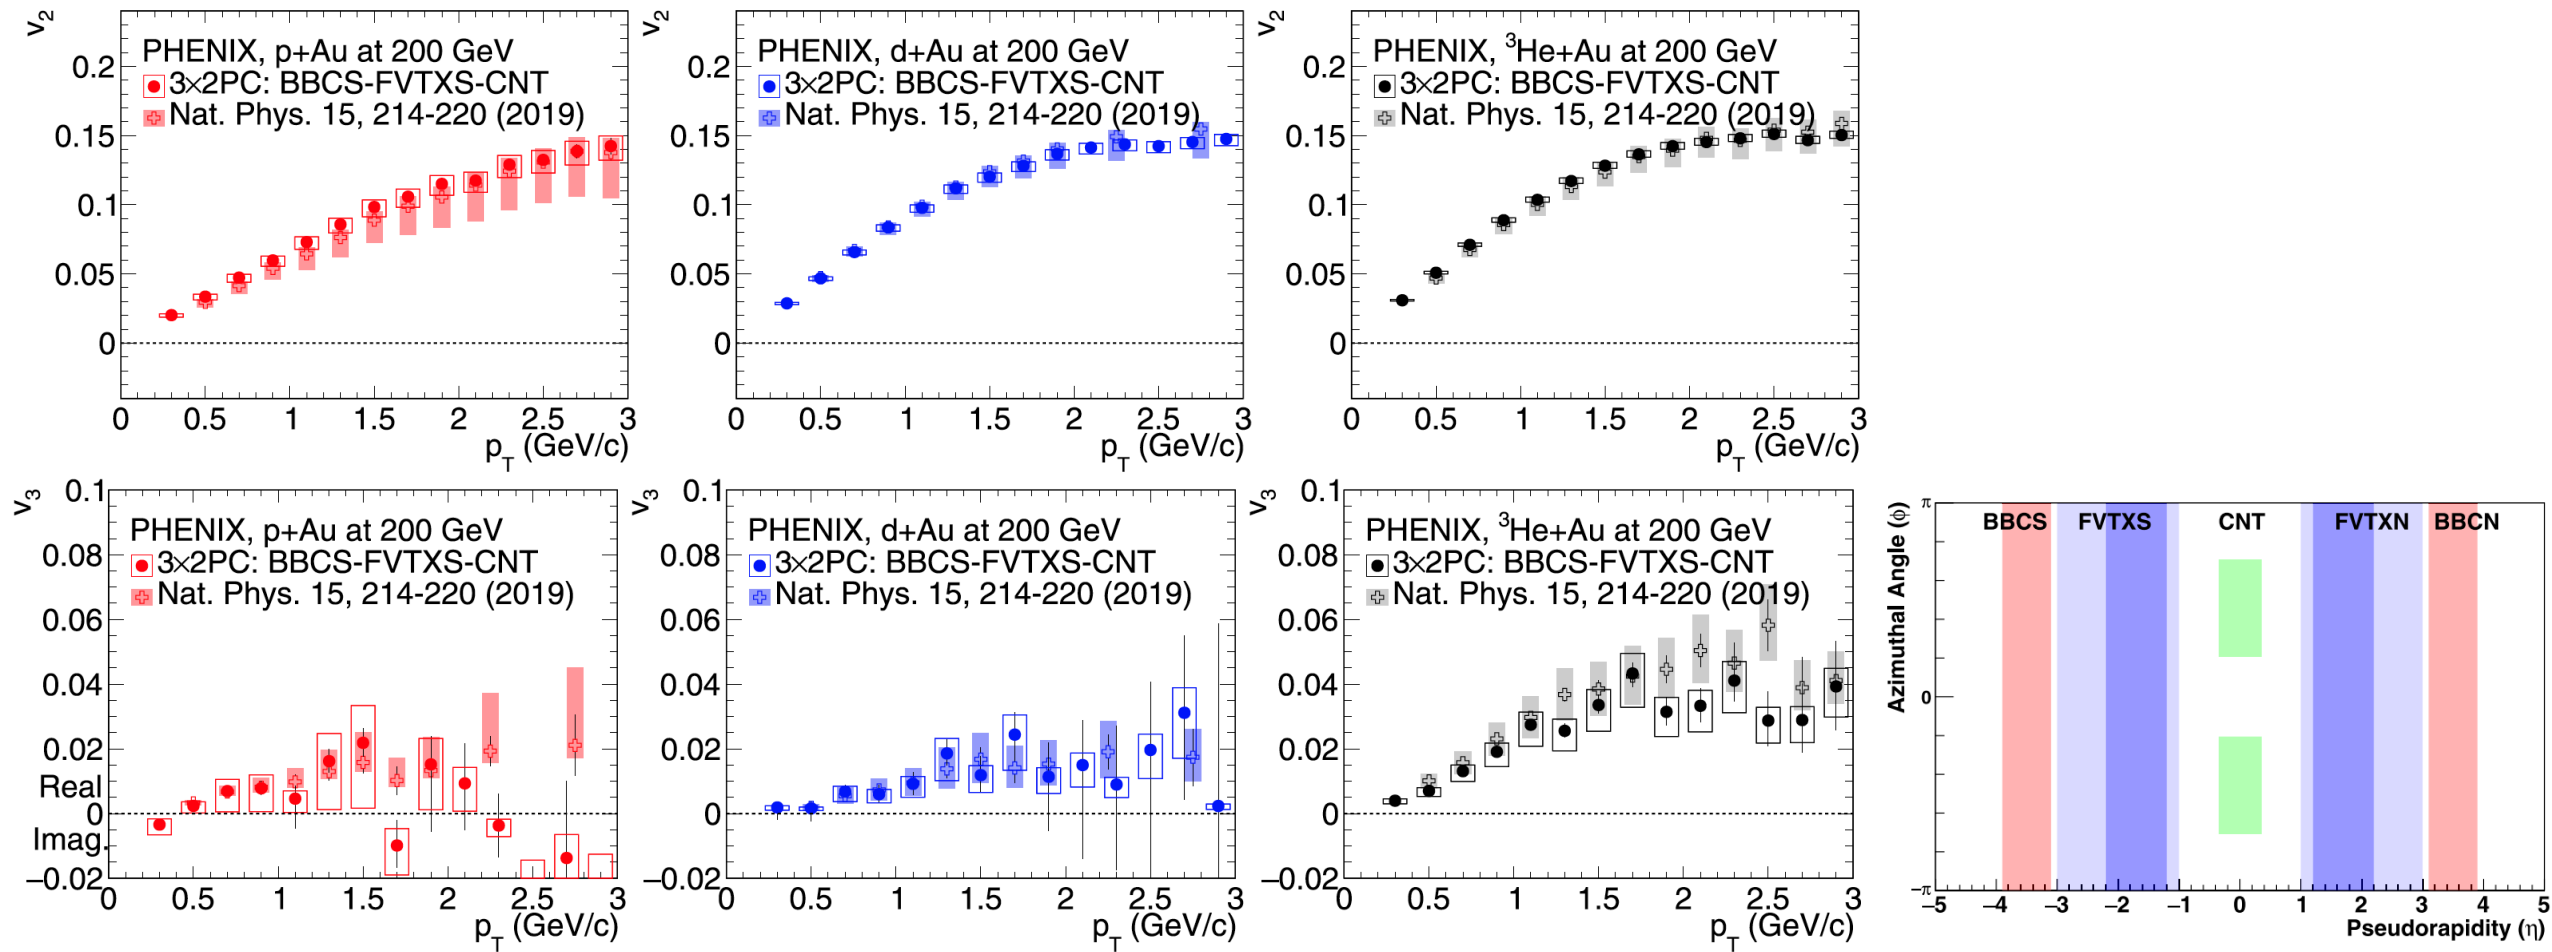 v2
PHENIX, p+Au at 200 GeV
3×2PC: BBCS-FVTXS-CNT
Nat. Phys. 15, 214-220 (2019)
0.2
0.15
0.1
0.05
0
0 0.5 1 1.5 2 2.5 3
pT (GeV/c)
v2
PHENIX, d+Au at 200 GeV
3×2PC: BBCS-FVTXS-CNT
Nat. Phys. 15, 214-220 (2019)
0.2
0.15
0.1
0.05
0
0 0.5 1 1.5 2 2.5 3
pT (GeV/c)
v2
PHENIX, 3He+Au at 200 GeV
3×2PC: BBCS-FVTXS-CNT
Nat. Phys. 15, 214-220 (2019)
0.2
0.15
0.1
0.05
0
0 0.5 1 1.5 2 2.5 3
pT (GeV/c)
v3
PHENIX, p+Au at 200 GeV
3×2PC: BBCS-FVTXS-CNT
Nat. Phys. 15, 214-220 (2019)
0.1
0.08
0.06
0.04
0.02
Real
0
Imag.
−0.02
0.5 1 1.5 2 2.5 3
pT (GeV/c)
v3
PHENIX, d+Au at 200 GeV
3×2PC: BBCS-FVTXS-CNT
Nat. Phys. 15, 214-220 (2019)
0.1
0.08
0.06
0.04
0.02
0
−0.02
0.5 1 1.5 2 2.5 3
pT (GeV/c)
v3
PHENIX, 3He+Au at 200 GeV
3×2PC: BBCS-FVTXS-CNT
Nat. Phys. 15, 214-220 (2019)
0.1
0.08
0.06
0.04
0.02
0
−0.02
0.5 1 1.5 2 2.5 3
pT (GeV/c)
Azimuthal Angle (ϕ)
π
0
−π
BBCS FVTXS CNT FVTXN BBCN
−5 −4 −3 −2 −1 0 1 2 3 4 5
Pseudorapidity (η)